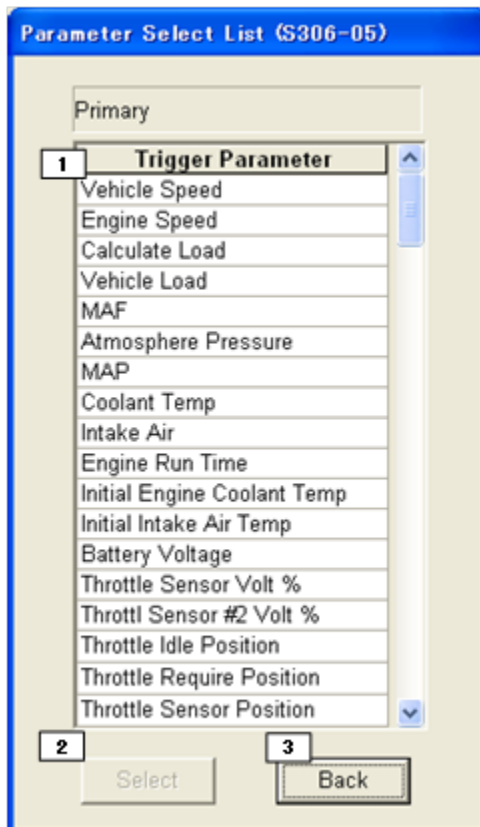 Parameter Select List (S306-05)
Primary
1
Trigger Parameter
Vehicle Speed
Engine Speed
Calculate Load
Vehicle Load
MAF
Atmosphere Pressure
MAP
Coolant Temp
Intake Air
Engine Run Time
Initial Engine Coolant Temp
Initial Intake Air Temp
Battery Voltage
Throttle Sensor Volt %
Throttl Sensor #2 Volt %
Throttle Idle Position
Throttle Require Position
Throttle Sensor Position
2 3
Select Back